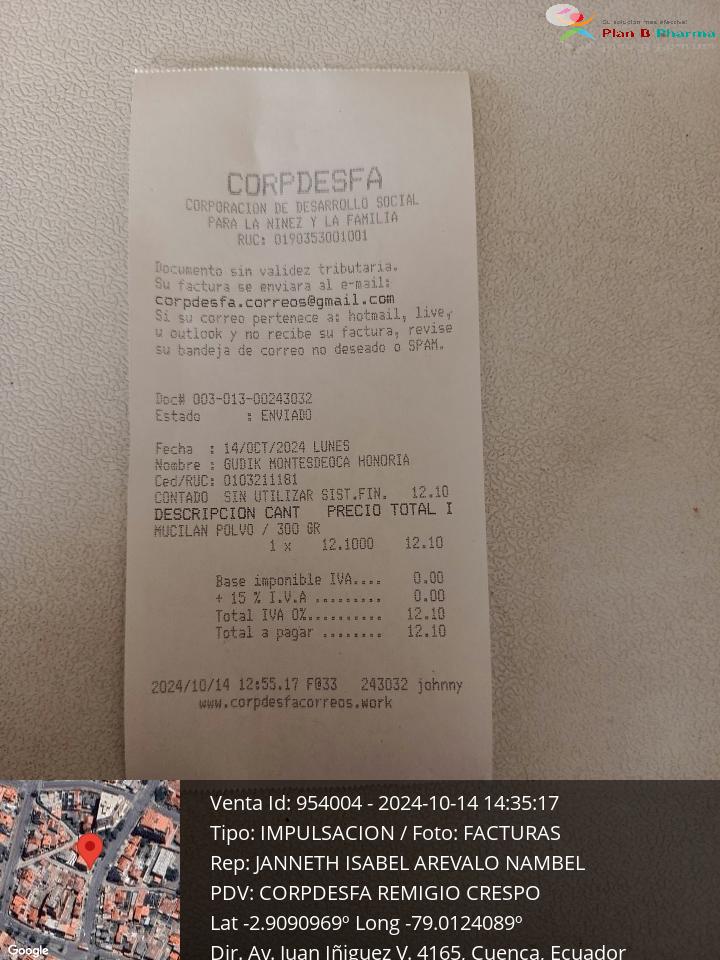 Su solución mas efectiva!
Plan B Pharma
CORPDESFA
CORPORACION DE DESARROLLO SOCIAL
PARA LA NINEZ Y LA FAMILIA
RUC: 0190353001001
Documento sin validez tributaria.
Su factura se enviara al e-mail:
corpdesfa.correos@gmail.com
Si su correo pertenece a: hotmail, live,
u outlook y no recibe su factura, revise
su bandeja de correo no deseado o SPAM.
Doc# 003-013-00243032
Estado : ENVIADO
Fecha : 14/OCT/2024 LUNES
Nombre : GUDIK MONTESDEOCA HONORIA
Ced/RUC: 0103211181
CONTADO SIN UTILIZAR SIST.FIN. 12.10
DESCRIPCION CANT PRECIO TOTAL I
MUCILAN POLVO / 300 GR
1 x 12.1000 12.10
Base imponible IVA.... 0.00
+ 15 % I.V.A ......... 0.00
Total IVA 0%.......... 12.10
Total a pagar ........ 12.10
2024/10/14 12:55.17 F@33 243032 johnny
www.corpdesfacorreos.work
Venta Id: 954004 - 2024-10-14 14:35:17
Tipo: IMPULSACION / Foto: FACTURAS
Rep: JANNETH ISABEL AREVALO NAMBEL
PDV: CORPDESFA REMIGIO CRESPO
Lat -2.9090969º Long -79.0124089º
Dir. Av. Juan Iñiguez V. 4165, Cuenca, Ecuador
Google